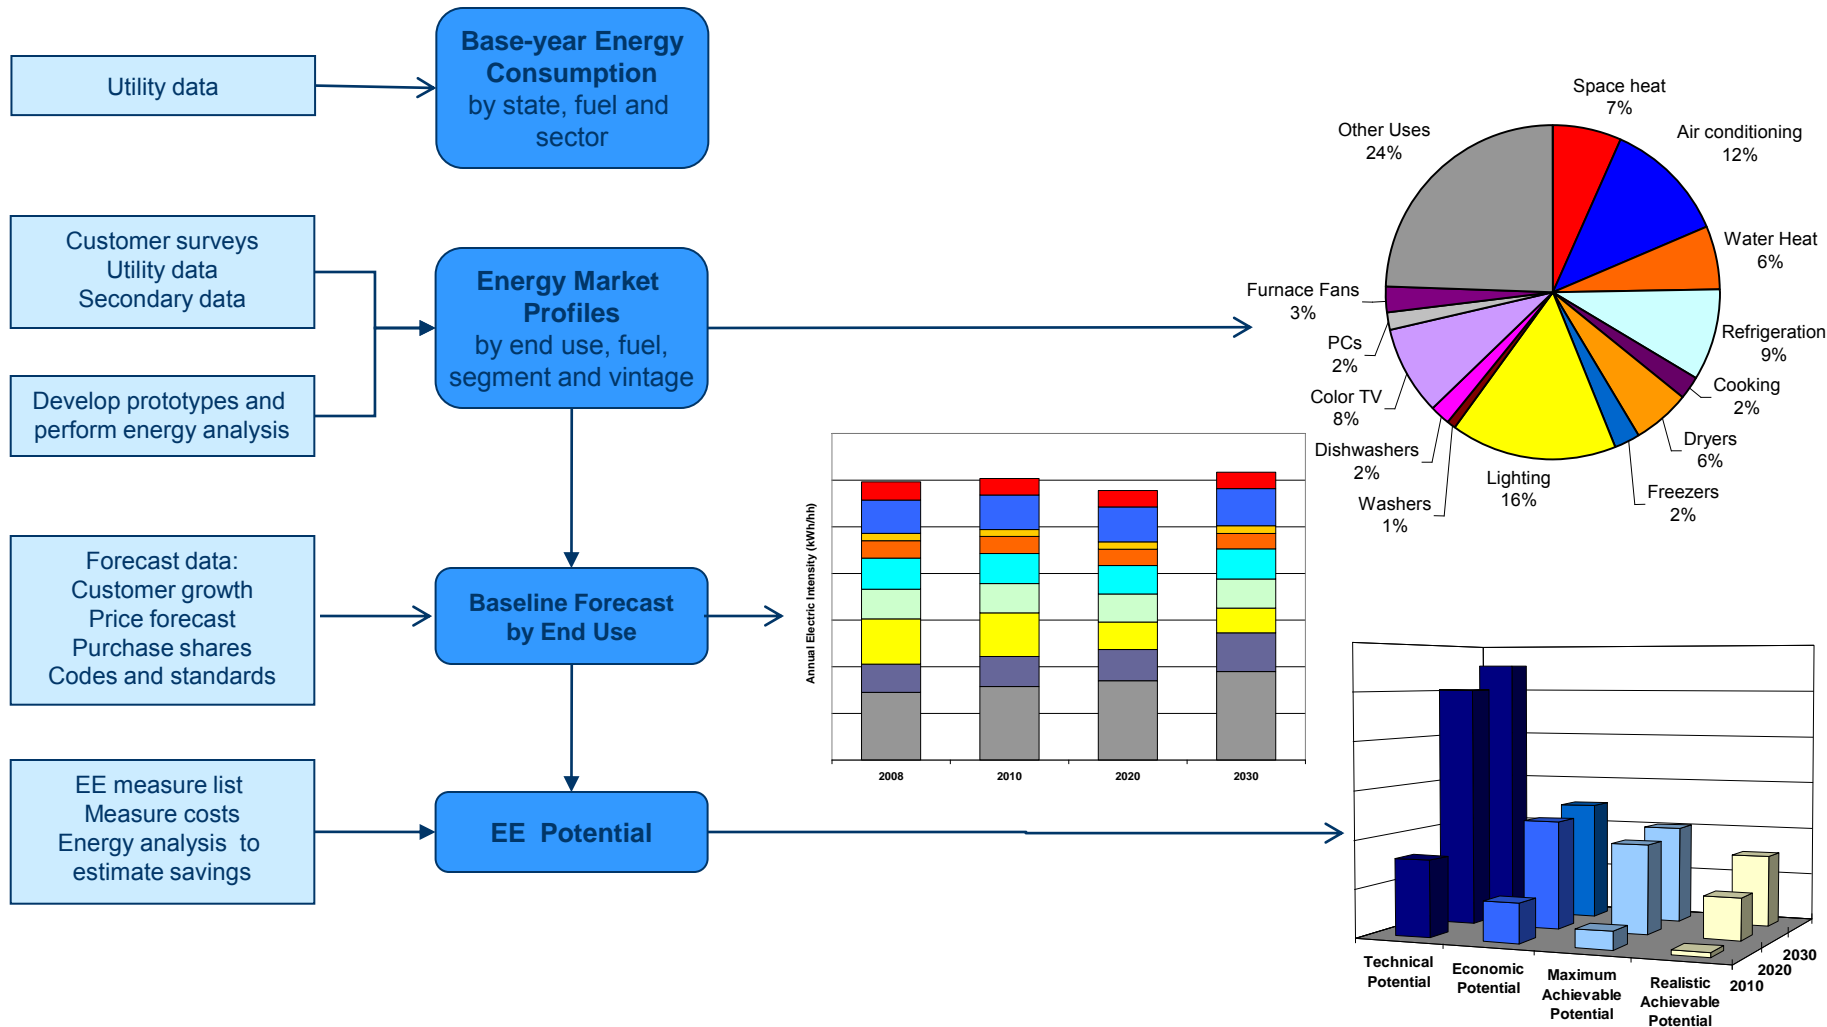 Utility data
Base-year Energy
Consumption
by state, fuel and
sector
Customer surveys
Utility data
Secondary data
Develop prototypes and
perform energy analysis
Energy Market
Profiles
by end use, fuel,
segment and vintage
Forecast data:
Customer growth
Price forecast
Purchase shares
Codes and standards
Baseline Forecast
by End Use
EE measure list
Measure costs
Energy analysis to
estimate savings
EE Potential
Space heat
7%
Air conditioning
12%
Water Heat
6%
Refrigeration
9%
Cooking
2%
Dryers
6%
Freezers
2%
Lighting
16%
Washers
1%
Dishwashers
2%
Color TV
8%
PCs
2%
Furnace Fans
3%
Other Uses
24%
Annual Electric Intensity (kWh/hh)
2008
2010
2020
2030
Technical
Potential
Economic
Potential
Maximum
Achievable
Potential
Realistic
Achievable
Potential
2010
2020
2030